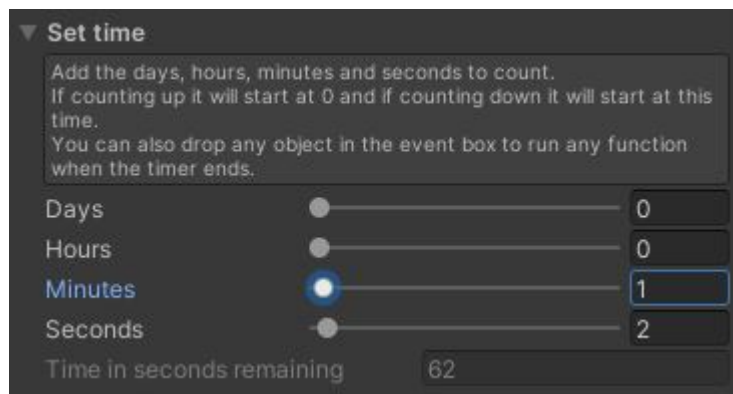 Set time
Add the days, hours, minutes and seconds to count.
If counting up it will start at 0 and if counting down it will start at this
time.
You can also drop any object in the event box to run any function
when the timer ends.
Days 0
Hours 0
Minutes 1
Seconds 2
Time in seconds remaining 62